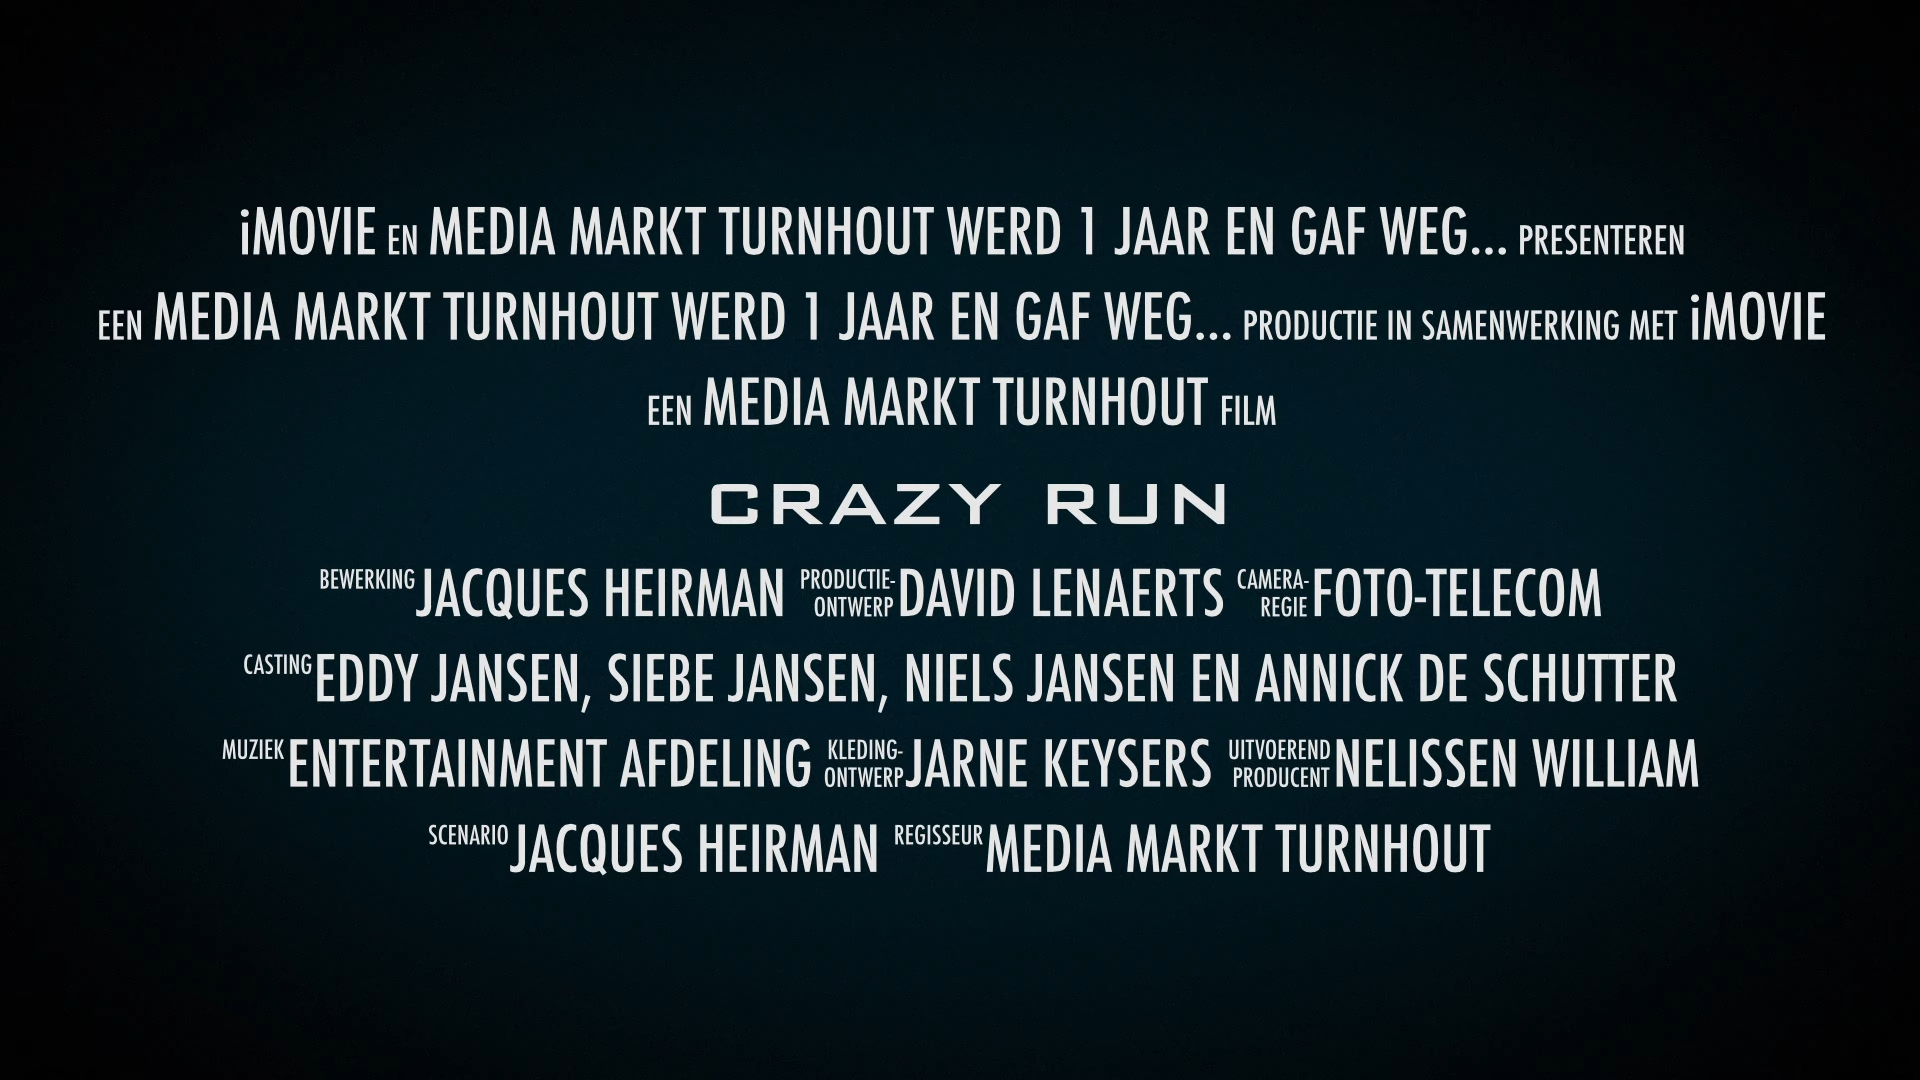 iMOVIE EN MEDIA MARKT TURNHOUT WERD 1 JAAR EN GAF WEG... PRESENTEREN
EEN MEDIA MARKT TURNHOUT WERD 1 JAAR EN GAF WEG... PRODUCTIE IN SAMENWERKING MET iMOVIE
EEN MEDIA MARKT TURNHOUT FILM
CRAZY RUN
BEWERKING JACQUES HEIRMAN PRODUCTIE-ONTWERP DAVID LENAERTS CAMERA-REGIE FOTO-TELECOM
CASTING EDDY JANSEN, SIEBE JANSEN, NIELS JANSEN EN ANNICK DE SCHUTTER
MUZIEK ENTERTAINMENT AFDELING KLEDING-ONTWERP JARNE KEYSERS UITVOEREND PRODUCENT NELISSEN WILLIAM
SCENARIO JACQUES HEIRMAN REGISSEUR MEDIA MARKT TURNHOUT